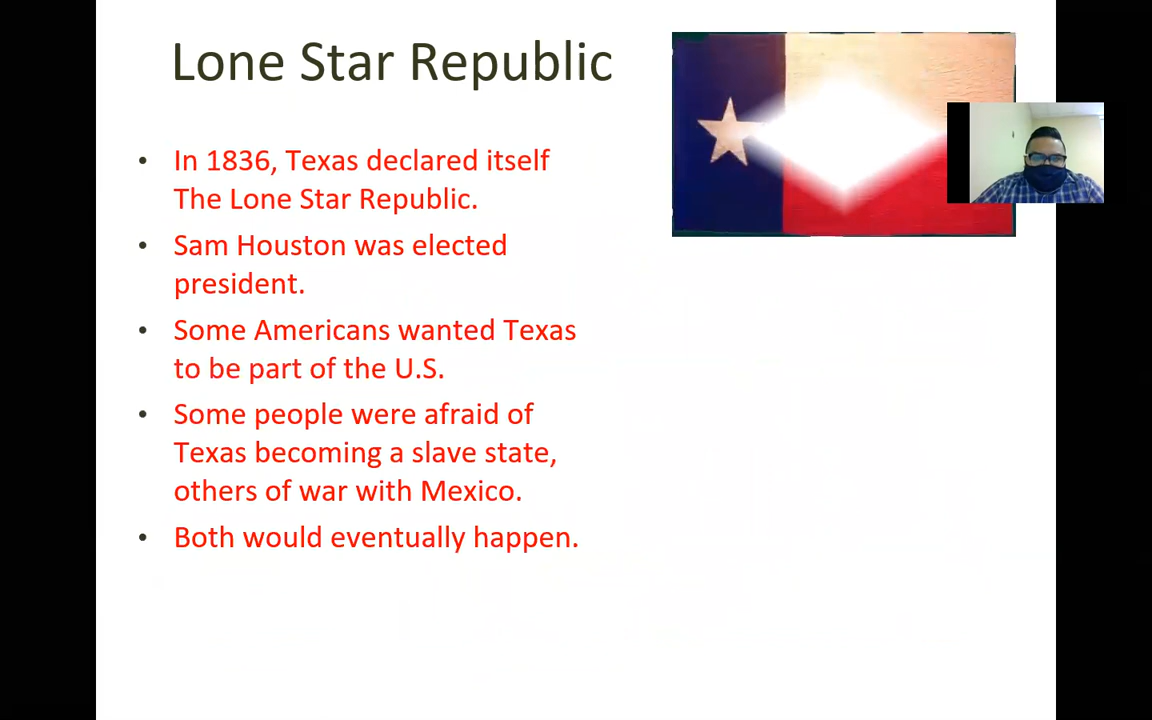 Lone Star Republic
• In 1836, Texas declared itself
The Lone Star Republic.
• Sam Houston was elected
president.
• Some Americans wanted Texas
to be part of the U.S.
• Some people were afraid of
Texas becoming a slave state,
others of war with Mexico.
• Both would eventually happen.